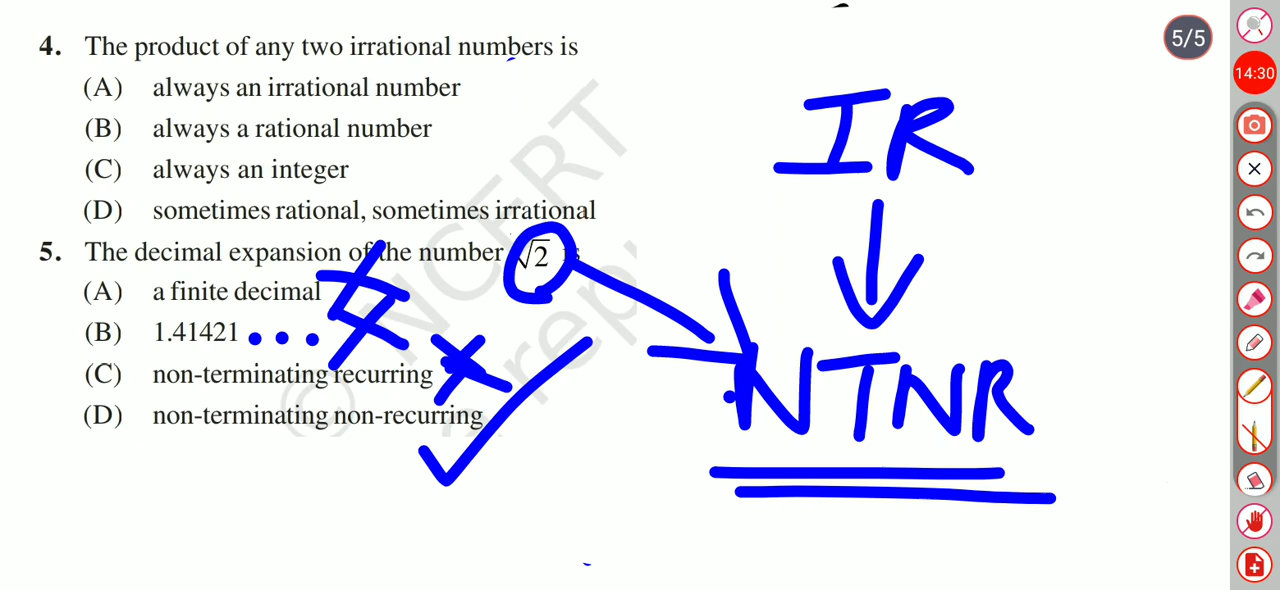 4. The product of any two irrational numbers is
(A) always an irrational number
(B) always a rational number
(C) always an integer
(D) sometimes rational, sometimes irrational
5. The decimal expansion of the number √2 is
(A) a finite decimal
(B) 1.41421...
(C) non-terminating recurring
(D) non-terminating non-recurring
© NCERT
IR
NTNR
5/5
14:30